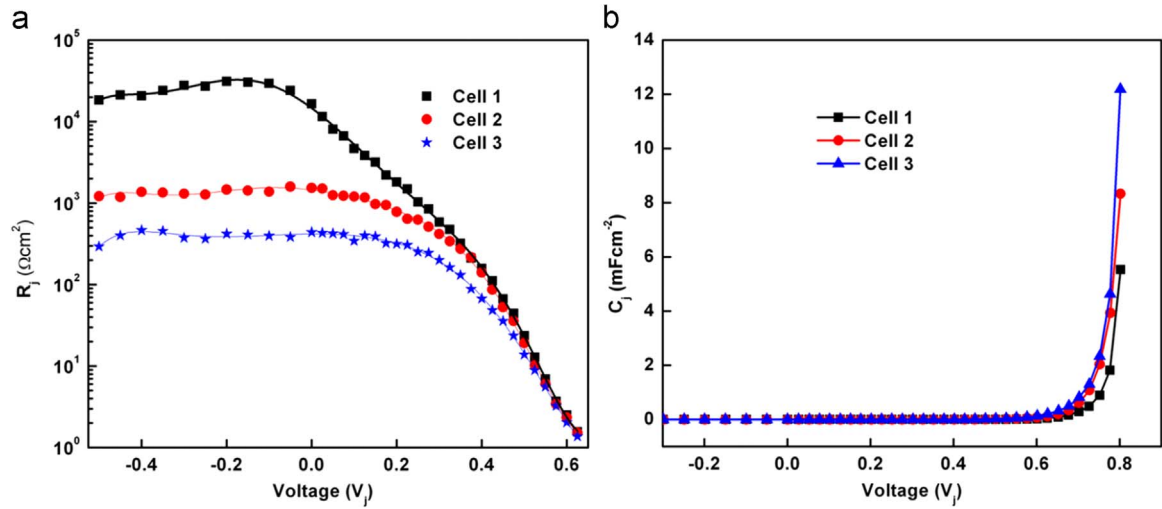 a
10^5
10^4
10^3
10^2
10^1
10^0
R_j (Ωcm^2)
Cell 1
Cell 2
Cell 3
-0.4 -0.2 0.0 0.2 0.4 0.6
Voltage (V_j)
b
14
12
10
8
6
4
2
0
C_j (mFcm^-2)
Cell 1
Cell 2
Cell 3
-0.2 0.0 0.2 0.4 0.6 0.8
Voltage (V_j)